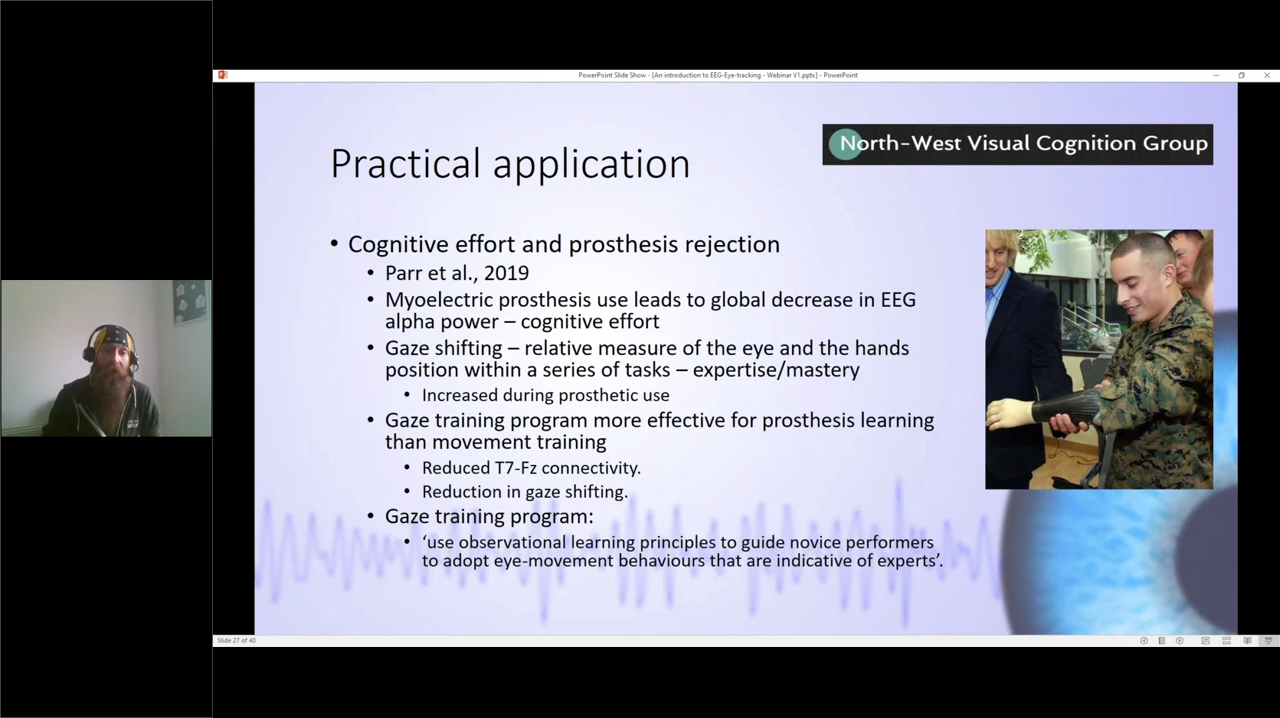 PowerPoint Slide Show - [An introduction to EEG-Eye-tracking - Webinar V1.pptx] - PowerPoint
North-West Visual Cognition Group
Practical application
• Cognitive effort and prosthesis rejection
• Parr et al., 2019
• Myoelectric prosthesis use leads to global decrease in EEG
alpha power – cognitive effort
• Gaze shifting – relative measure of the eye and the hands
position within a series of tasks – expertise/mastery
• Increased during prosthetic use
• Gaze training program more effective for prosthesis learning
than movement training
• Reduced T7-Fz connectivity.
• Reduction in gaze shifting.
• Gaze training program:
• ‘use observational learning principles to guide novice performers
to adopt eye-movement behaviours that are indicative of experts’.
Slide 27 of 40